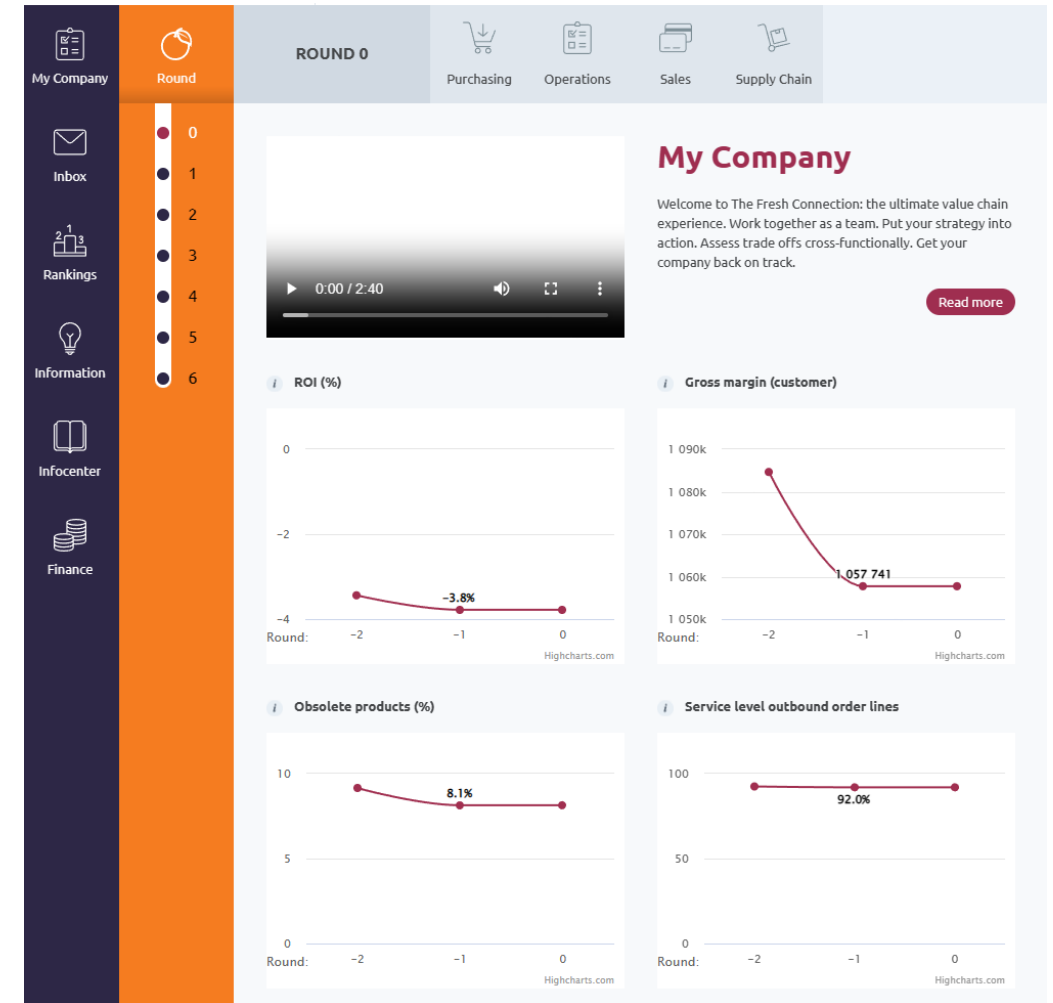 My Company
Inbox
2 1 3
Rankings
Information
Infocenter
Finance
Round
0
1
2
3
4
5
6
ROUND 0
Purchasing
Operations
Sales
Supply Chain
0:00 / 2:40
My Company
Welcome to The Fresh Connection: the ultimate value chain
experience. Work together as a team. Put your strategy into
action. Assess trade offs cross-functionally. Get your
company back on track.
Read more
i ROI (%)
0
−2
−4
−3.8%
Round: −2 −1 0
Highcharts.com
i Gross margin (customer)
1 090k
1 080k
1 070k
1 060k
1 050k
1 057 741
Round: −2 −1 0
Highcharts.com
i Obsolete products (%)
10
5
0
8.1%
Round: −2 −1 0
Highcharts.com
i Service level outbound order lines
100
50
0
92.0%
Round: −2 −1 0
Highcharts.com